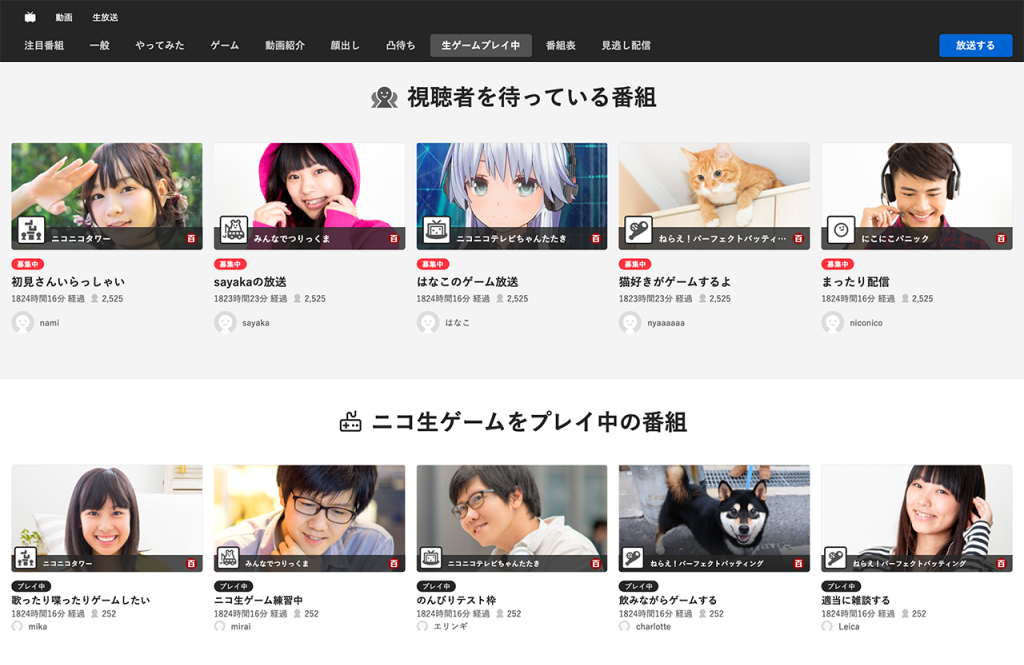 動画 生放送
注目番組 一般 やってみた ゲーム 動画紹介 顔出し 凸待ち 生ゲームプレイ中 番組表 見逃し配信 放送する
視聴者を待っている番組
ニコニコタワー 百 みんなでつりっくま 百 ニコニコテレビちゃんたたき 百 ねらえ！パーフェクトバッティ… 百 にこにこパニック 百
募集中 募集中 募集中 募集中 募集中
初見さんいらっしゃい sayakaの放送 はなこのゲーム放送 猫好きがゲームするよ まったり配信
1824時間16分 経過 2,525 1823時間23分 経過 2,525 1824時間16分 経過 2,525 1823時間23分 経過 2,525 1824時間16分 経過 2,525
nami sayaka はなこ nyaaaaaa niconico
ニコ生ゲームをプレイ中の番組
ニコニコタワー 百 みんなでつりっくま 百 ニコニコテレビちゃんたたき 百 ねらえ！パーフェクトバッティング 百 ねらえ！パーフェクトバッティング 百
プレイ中 プレイ中 プレイ中 プレイ中 プレイ中
歌ったり喋ったりゲームしたい ニコ生ゲーム練習中 のんびりテスト枠 飲みながらゲームする 適当に雑談する
1824時間16分 経過 252 1824時間16分 経過 252 1824時間16分 経過 252 1824時間16分 経過 252 1824時間16分 経過 252
mika mirai エリンギ charlotte Leica